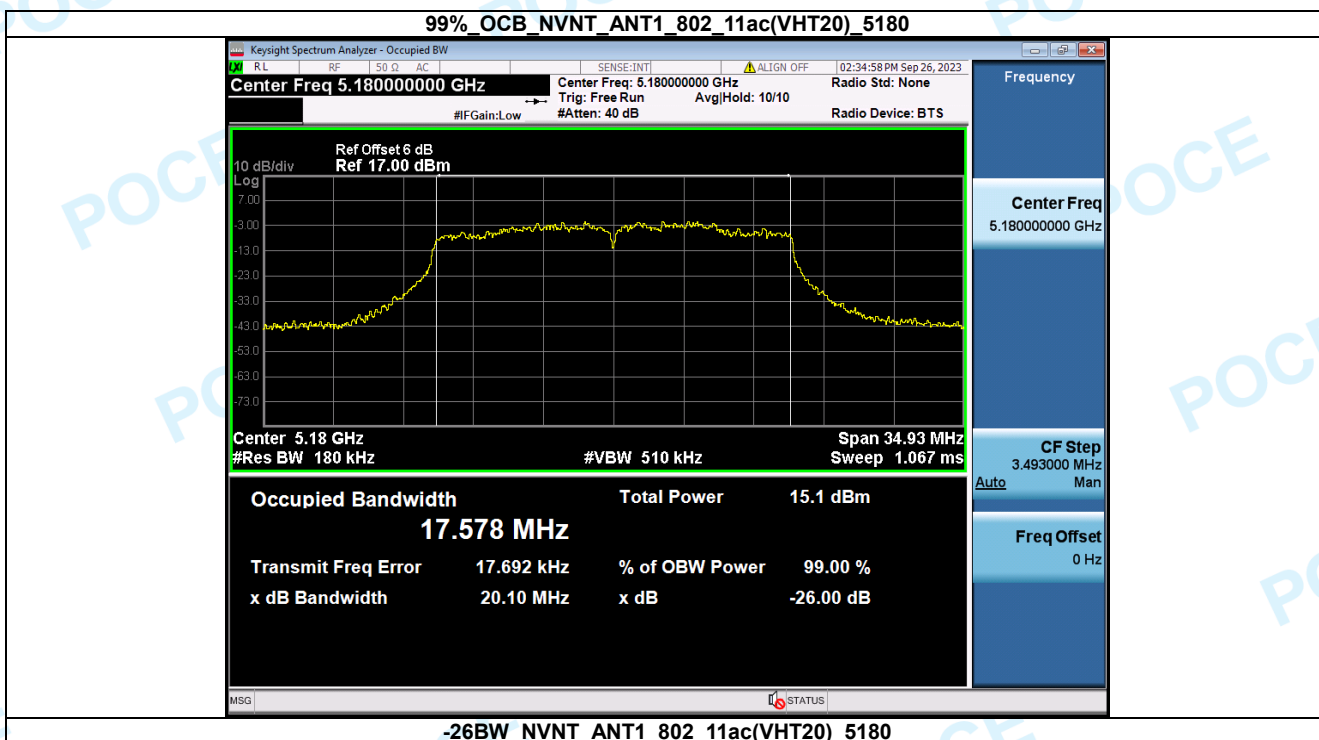 99%_OCB_NVNT_ANT1_802_11ac(VHT20)_5180
Keysight Spectrum Analyzer - Occupied BW
LXI RL RF 50 Ω AC SENSE:INT ALIGN OFF 02:34:58 PM Sep 26, 2023
Center Freq 5.180000000 GHz
Center Freq: 5.180000000 GHz
Radio Std: None
Trig: Free Run Avg|Hold: 10/10
#IFGain:Low #Atten: 40 dB Radio Device: BTS
Ref Offset 6 dB
10 dB/div Ref 17.00 dBm
Log
7.00
-3.00
-13.0
-23.0
-33.0
-43.0
-53.0
-63.0
-73.0
Center 5.18 GHz Span 34.93 MHz
#Res BW 180 kHz #VBW 510 kHz Sweep 1.067 ms
Occupied Bandwidth Total Power 15.1 dBm
17.578 MHz
Transmit Freq Error 17.692 kHz % of OBW Power 99.00 %
x dB Bandwidth 20.10 MHz x dB -26.00 dB
MSG STATUS
Frequency
Center Freq
5.180000000 GHz
CF Step
3.493000 MHz
Auto Man
Freq Offset
0 Hz
-26BW_NVNT_ANT1_802_11ac(VHT20)_5180
POCE
POCE
POCE